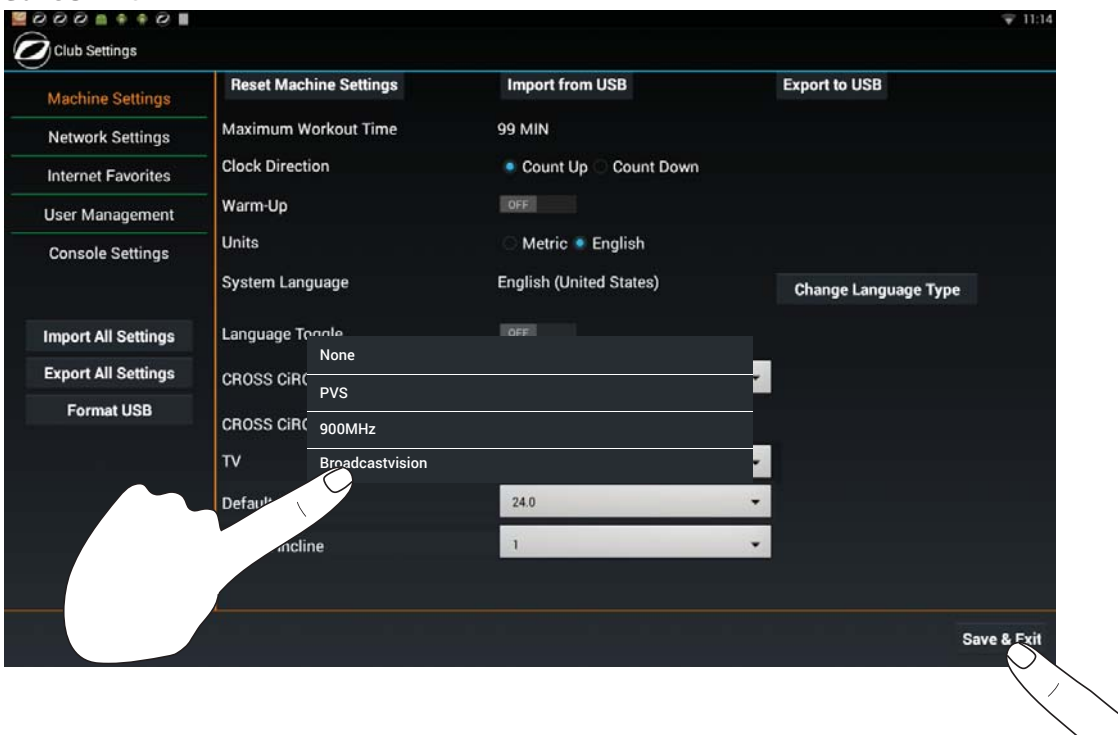 11:14
Club Settings
Machine Settings
Network Settings
Internet Favorites
User Management
Console Settings
Import All Settings
Export All Settings
Format USB
Reset Machine Settings Import from USB Export to USB
Maximum Workout Time 99 MIN
Clock Direction Count Up Count Down
Warm-Up OFF
Units Metric English
System Language English (United States) Change Language Type
Language Toggle OFF
None
CROSS
PVS
CROSS
900MHz
TV Broadcastvision
24.0
1
Save & Exit